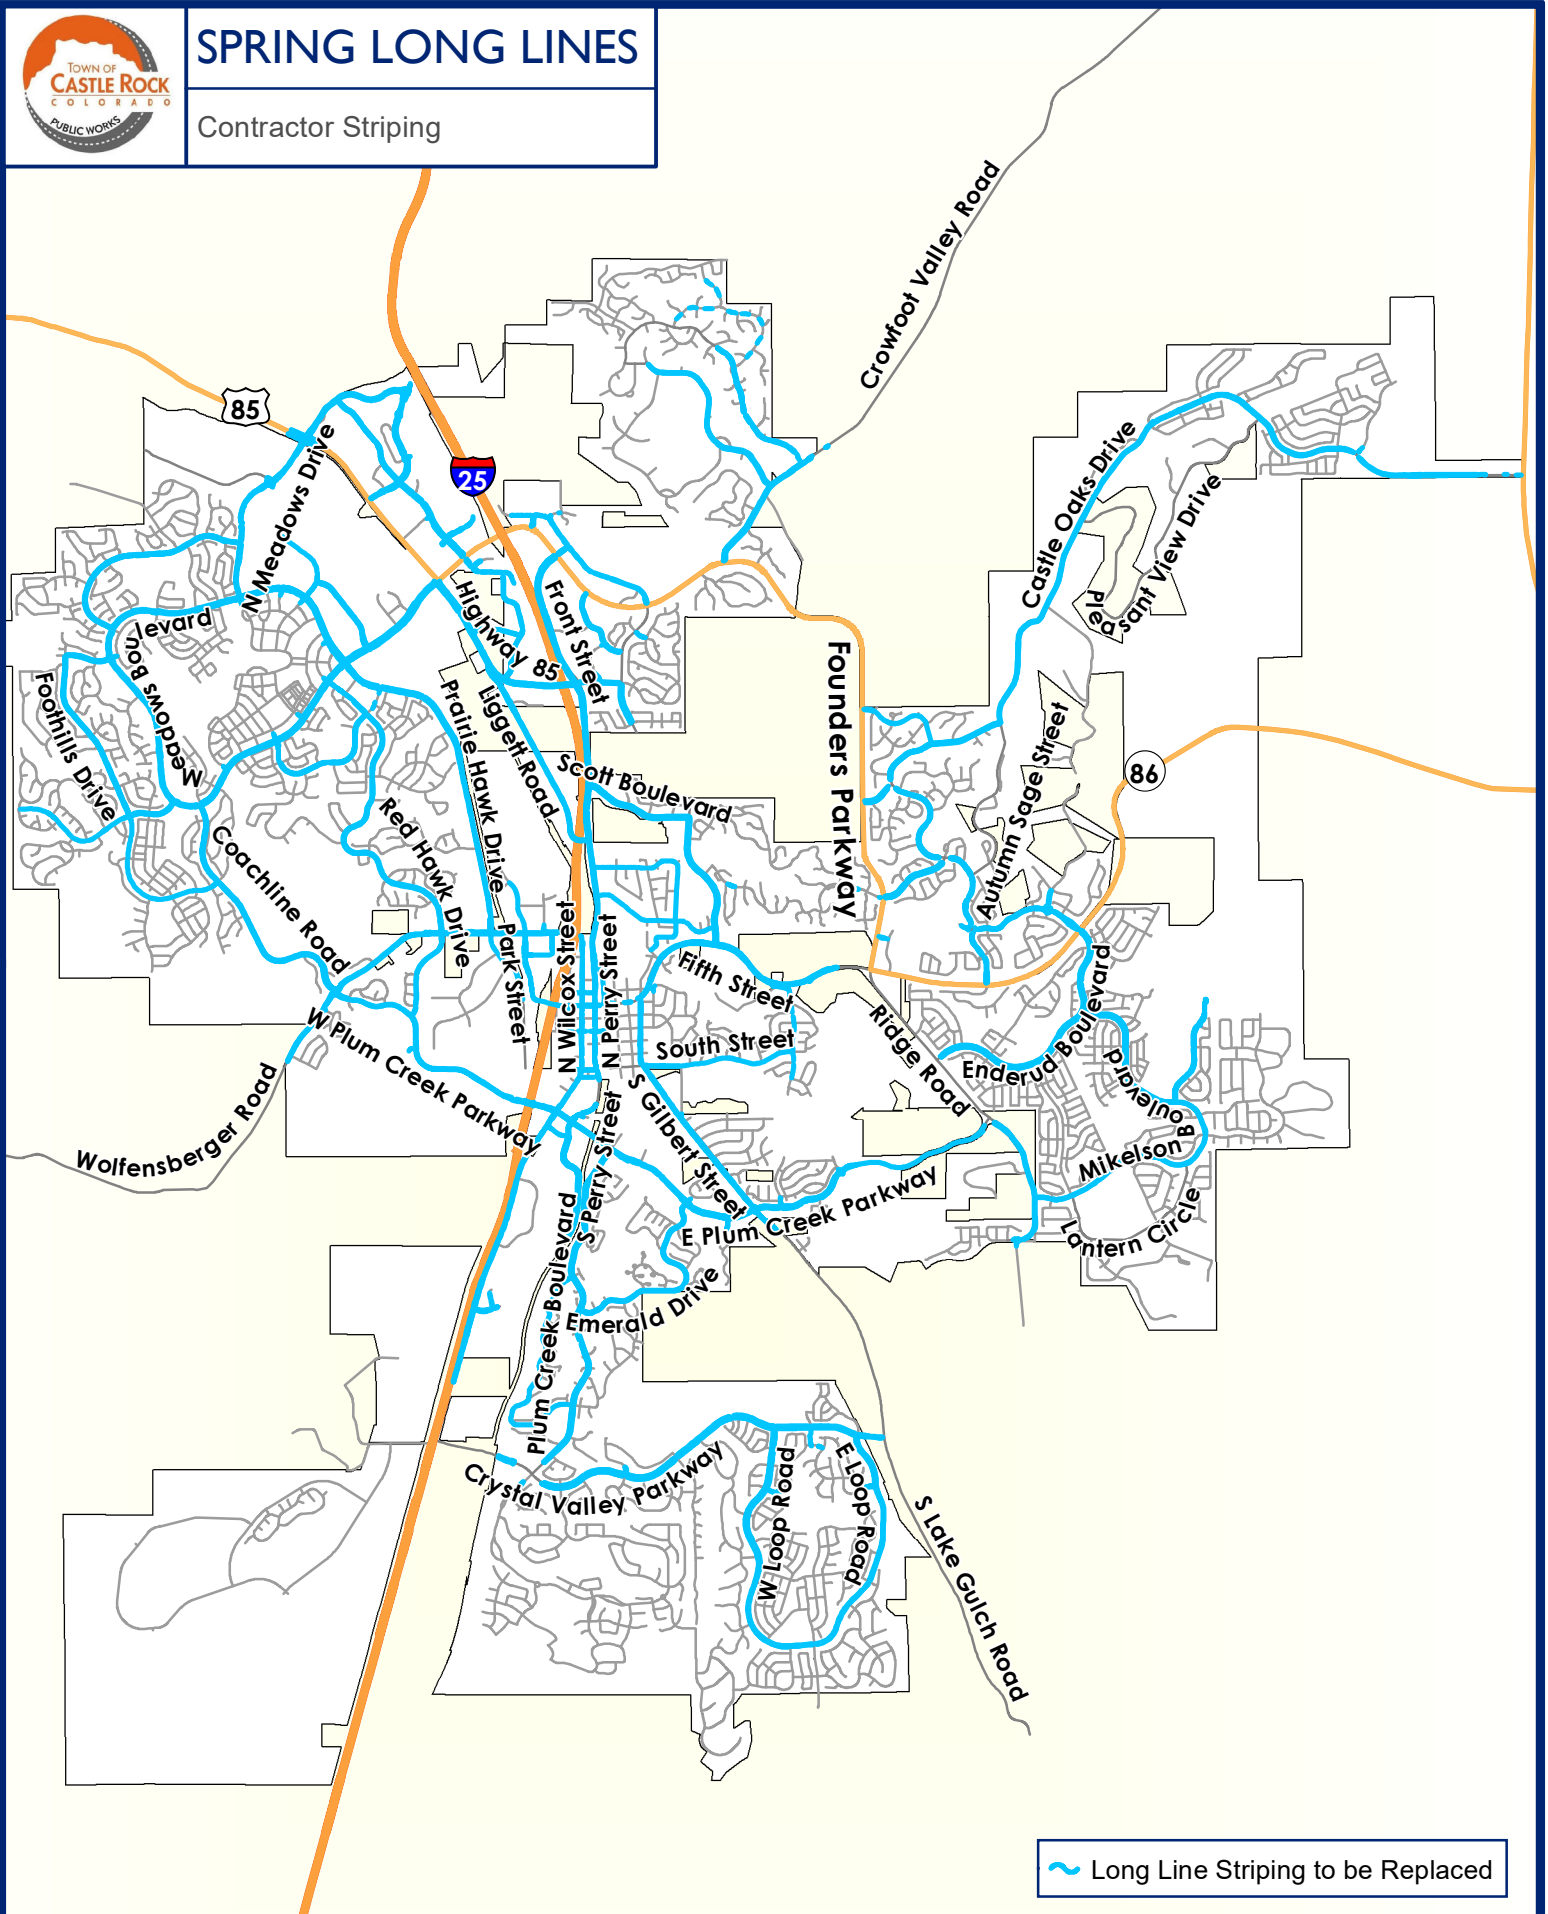 TOWN OF
CASTLE ROCK
COLORADO
PUBLIC WORKS
SPRING LONG LINES
Contractor Striping
Crowfoot Valley Road
85
25
N Meadows Drive
Castle Oaks Drive
Pleasant View Drive
Highway 85
Front Street
Meadows Boulevard
Foothills Drive
Prairie Hawk Drive
Liggett Road
Founders Parkway
Scott Boulevard
Autumn Sage Street
86
Coachline Road
Red Hawk Drive
Park Street
N Wilcox Street
N Perry Street
Fifth Street
South Street
Ridge Road
Enderud Boulevard
Mikelson Boulevard
Lantern Circle
W Plum Creek Parkway
Wolfensberger Road
S Gilbert Street
S Perry Street
E Plum Creek Parkway
Plum Creek Boulevard
Emerald Drive
Crystal Valley Parkway
W Loop Road
E Loop Road
S Lake Gulch Road
Long Line Striping to be Replaced